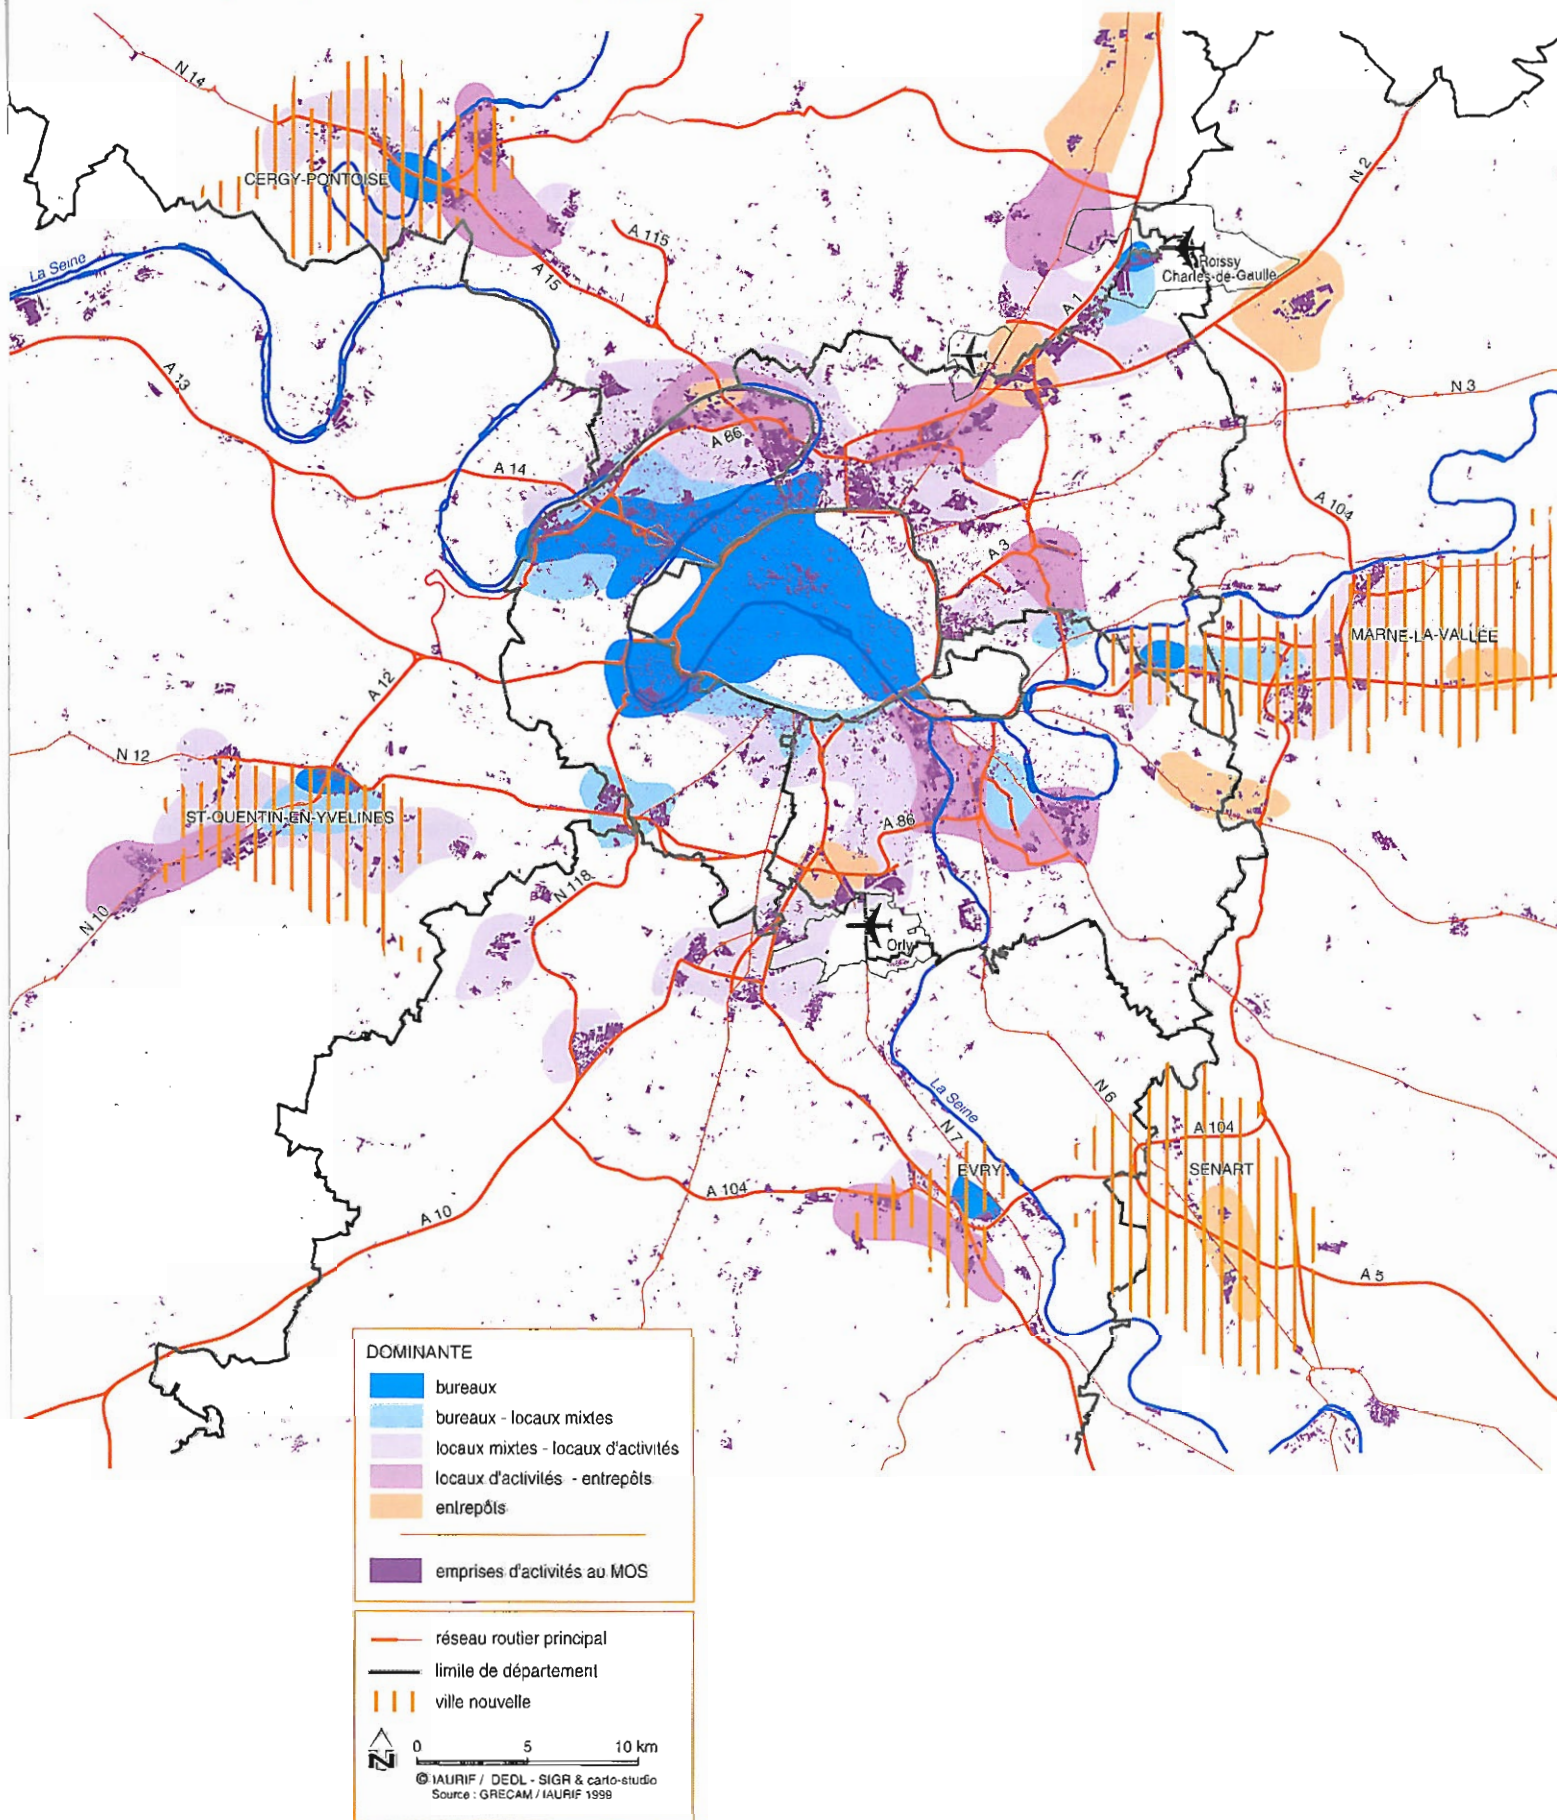 N 14
CERGY-PONTOISE
N 2
A 115
La Seine
A 15
Roissy
Charles-de-Gaulle
A 1
A 13
N 3
A 86
A 14
A 104
A 3
MARNE-LA-VALLÉE
A 12
N 12
ST-QUENTIN-EN-YVELINES
A 86
N 118
N 10
Orly
La Seine
N 6
N 7
A 104
EVRY
SENART
A 104
A 10
A 5
DOMINANTE
bureaux
bureaux - locaux mixtes
locaux mixtes - locaux d'activités
locaux d'activités - entrepôts
entrepôts
emprises d'activités au MOS
réseau routier principal
limite de département
ville nouvelle
N
0 5 10 km
© IAURIF / DEDL - SIGR & carto-studio
Source : GRECAM / IAURIF 1999